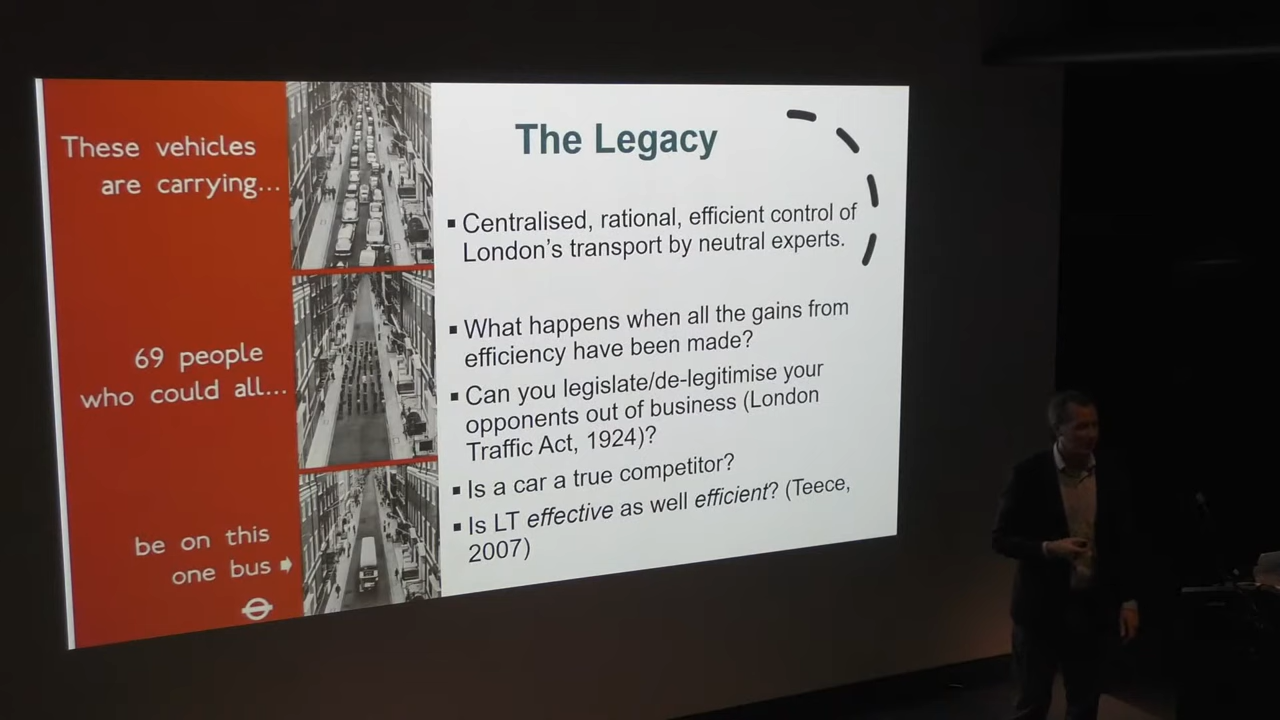 These vehicles
are carrying...
69 people
who could all...
be on this
one bus
The Legacy
▪ Centralised, rational, efficient control of
London's transport by neutral experts.
▪ What happens when all the gains from
efficiency have been made?
▪ Can you legislate/de-legitimise your
opponents out of business (London
Traffic Act, 1924)?
▪ Is a car a true competitor?
▪ Is LT effective as well efficient? (Teece,
2007)